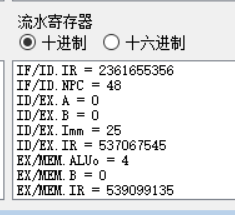 流水寄存器
十进制 十六进制
IF/ID.IR = 2361655356
IF/ID.NPC = 48
ID/EX.A = 0
ID/EX.B = 0
ID/EX.Imm = 25
ID/EX.IR = 537067545
EX/MEM.ALUo = 4
EX/MEM.B = 0
EX/MEM.IR = 539099135